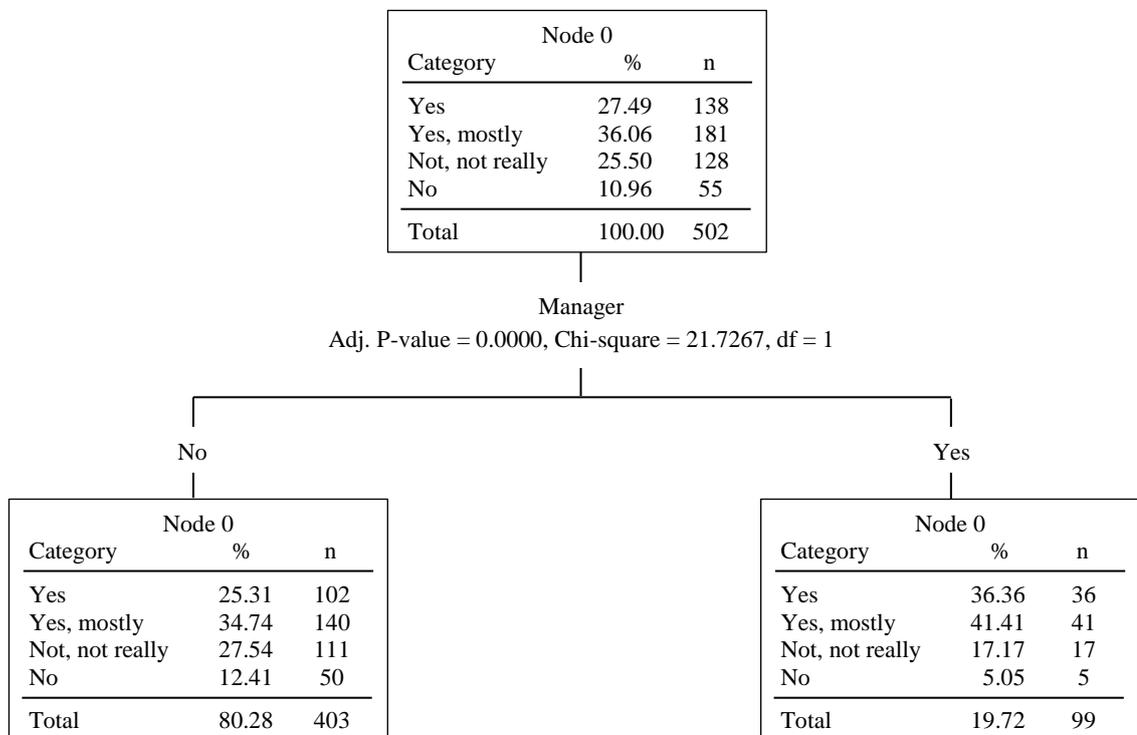 Node 0
Category % n
Yes 27.49 138
Yes, mostly 36.06 181
Not, not really 25.50 128
No 10.96 55
Total 100.00 502
Manager
Adj. P-value = 0.0000, Chi-square = 21.7267, df = 1
No
Yes
Node 0
Category % n
Yes 25.31 102
Yes, mostly 34.74 140
Not, not really 27.54 111
No 12.41 50
Total 80.28 403
Node 0
Category % n
Yes 36.36 36
Yes, mostly 41.41 41
Not, not really 17.17 17
No 5.05 5
Total 19.72 99